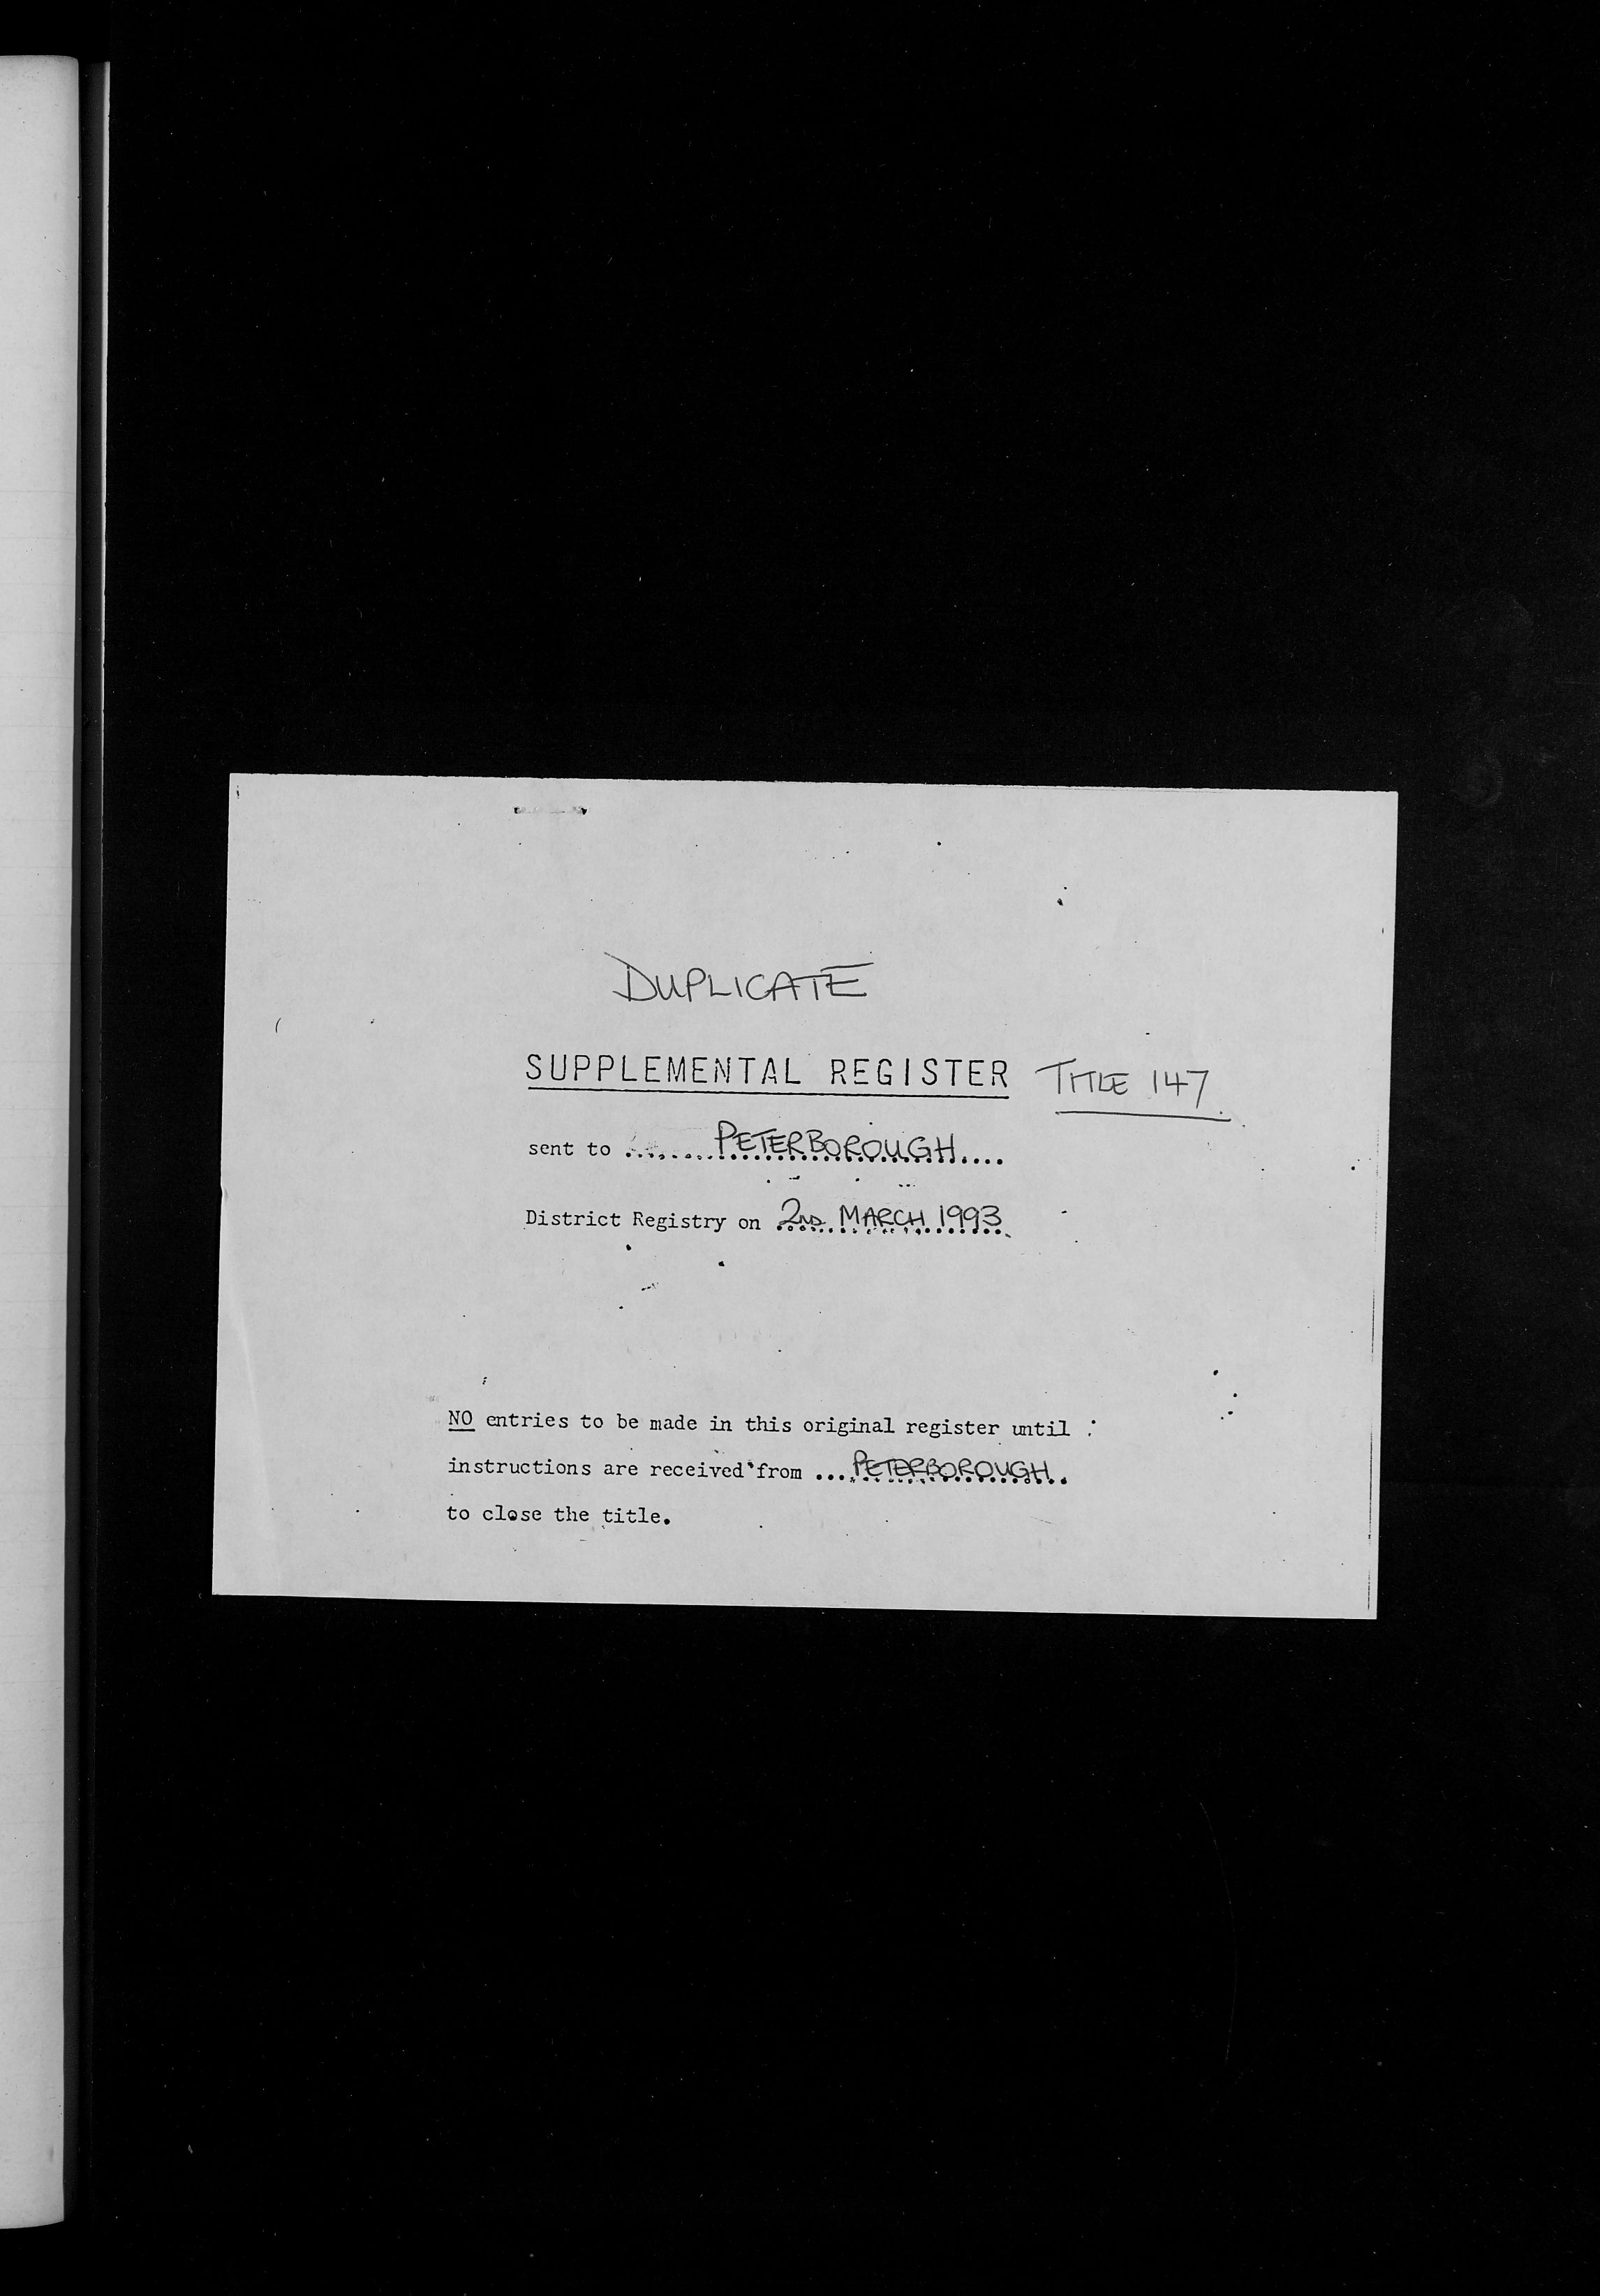 DUPLICATE
SUPPLEMENTAL REGISTER TITLE 147
sent to ........PETERBOROUGH....
District Registry on 2ND MARCH 1993
NO entries to be made in this original register until
instructions are received from ....PETERBOROUGH..
to close the title.